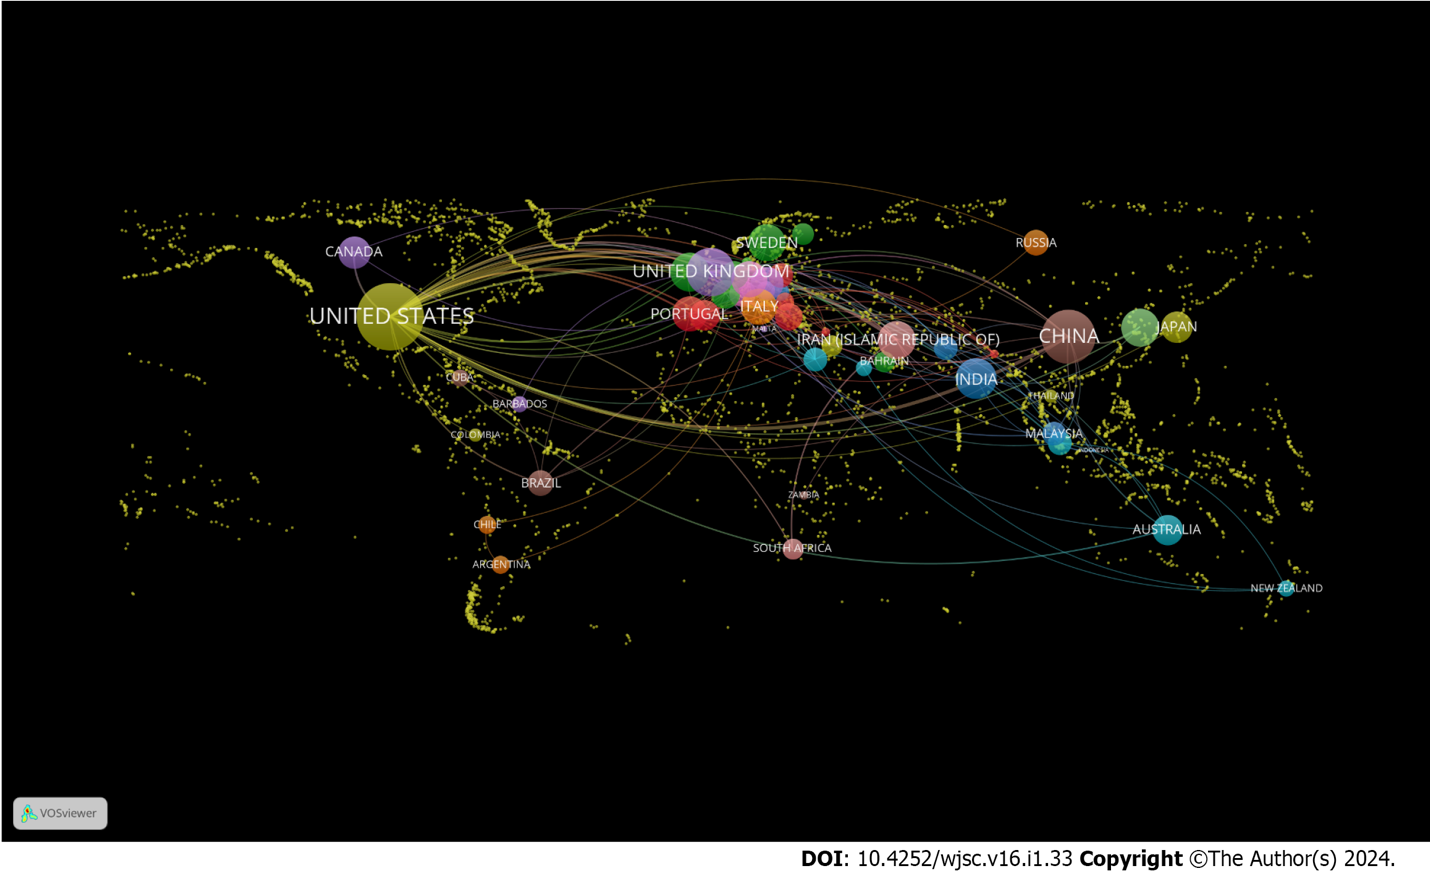 SWEDEN
RUSSIA
CANADA
UNITED KINGDOM
ITALY
UNITED STATES
PORTUGAL
MALTA
CHINA
JAPAN
IRAN (ISLAMIC REPUBLIC OF)
BAHRAIN
CUBA
INDIA
BARBADOS
THAILAND
COLOMBIA
MALAYSIA
INDONESIA
BRAZIL
ZAMBIA
CHILE
AUSTRALIA
SOUTH AFRICA
ARGENTINA
NEW ZEALAND
VOSviewer
DOI: 10.4252/wjsc.v16.i1.33 Copyright ©The Author(s) 2024.